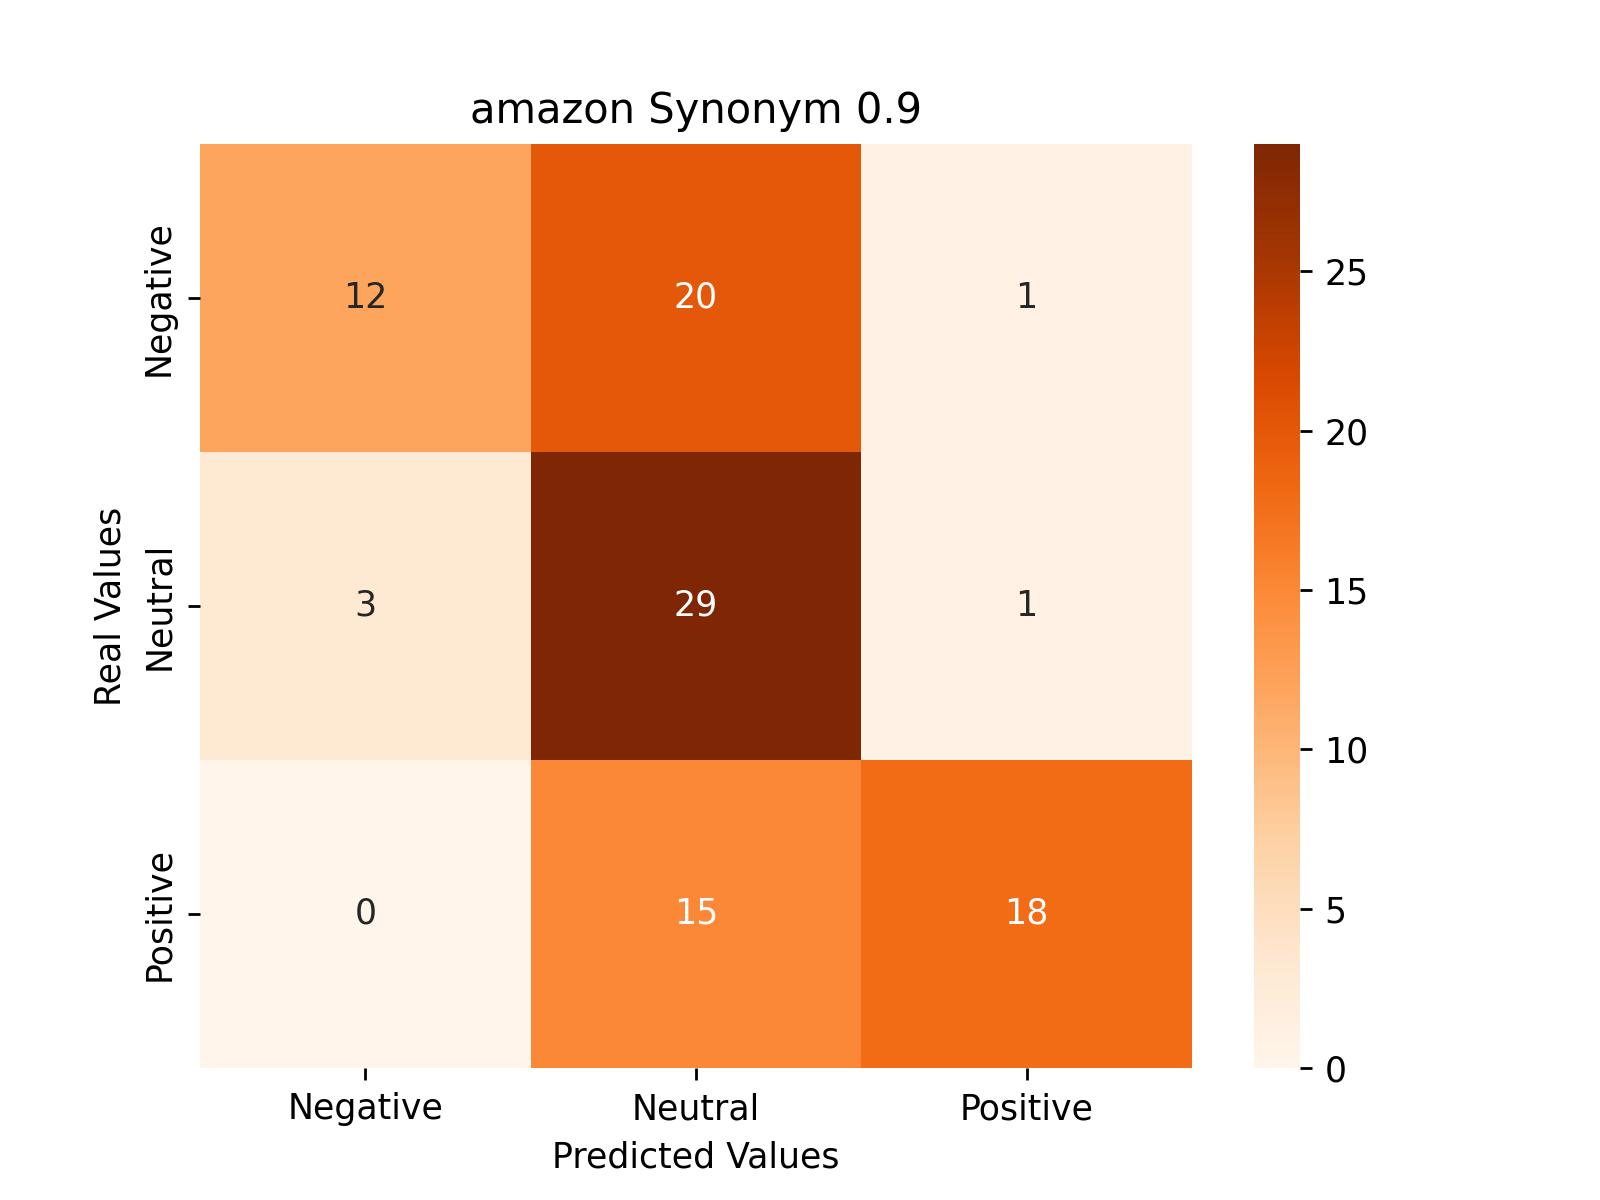 amazon Synonym 0.9
Real Values
Negative
12 20 1
Neutral
3 29 1
Positive
0 15 18
Negative Neutral Positive
Predicted Values
25
20
15
10
5
0